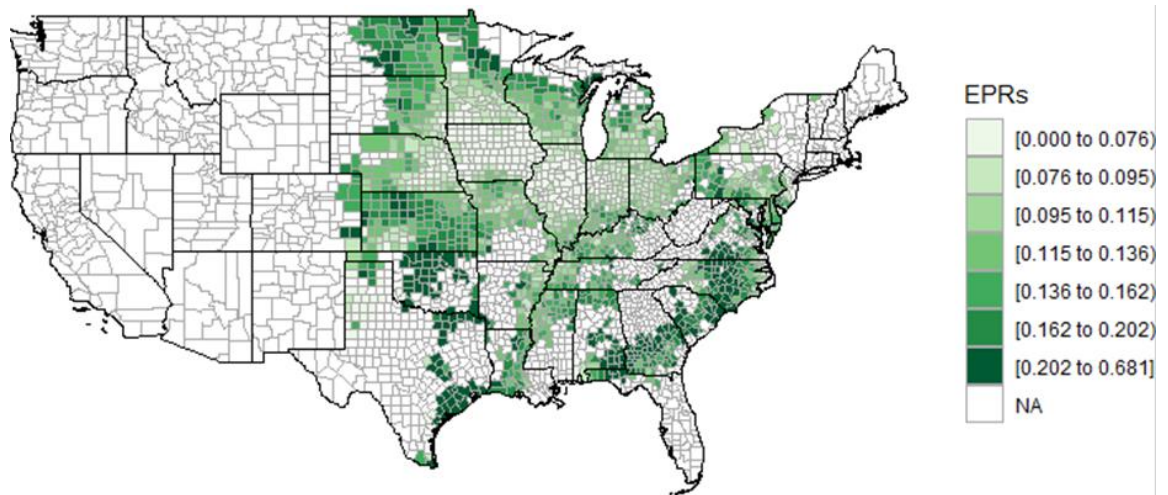 EPRs
[0.000 to 0.076)
[0.076 to 0.095)
[0.095 to 0.115)
[0.115 to 0.136)
[0.136 to 0.162)
[0.162 to 0.202)
[0.202 to 0.681]
NA